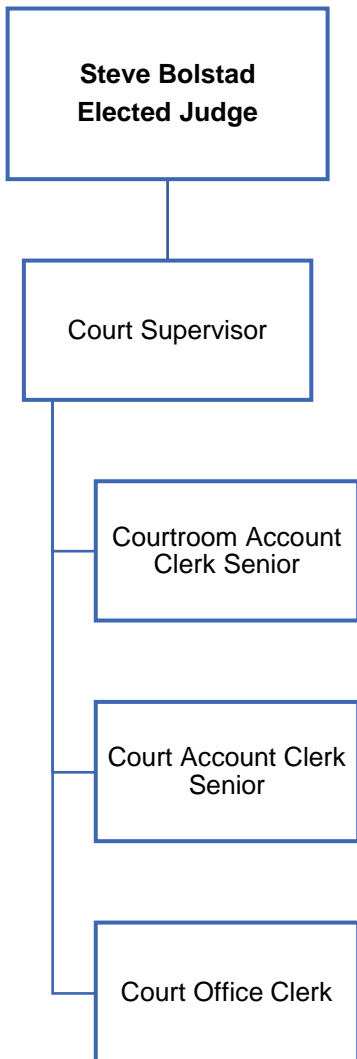 Steve Bolstad
Elected Judge
Court Supervisor
Courtroom Account
Clerk Senior
Court Account Clerk
Senior
Court Office Clerk